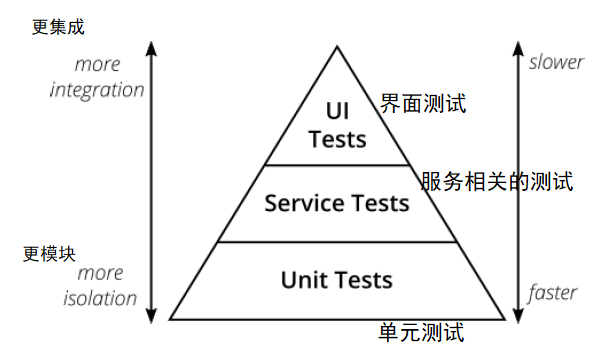 更集成
more
integration
slower
UI
Tests
界面测试
服务相关的测试
Service Tests
更模块
more
isolation
Unit Tests
faster
单元测试